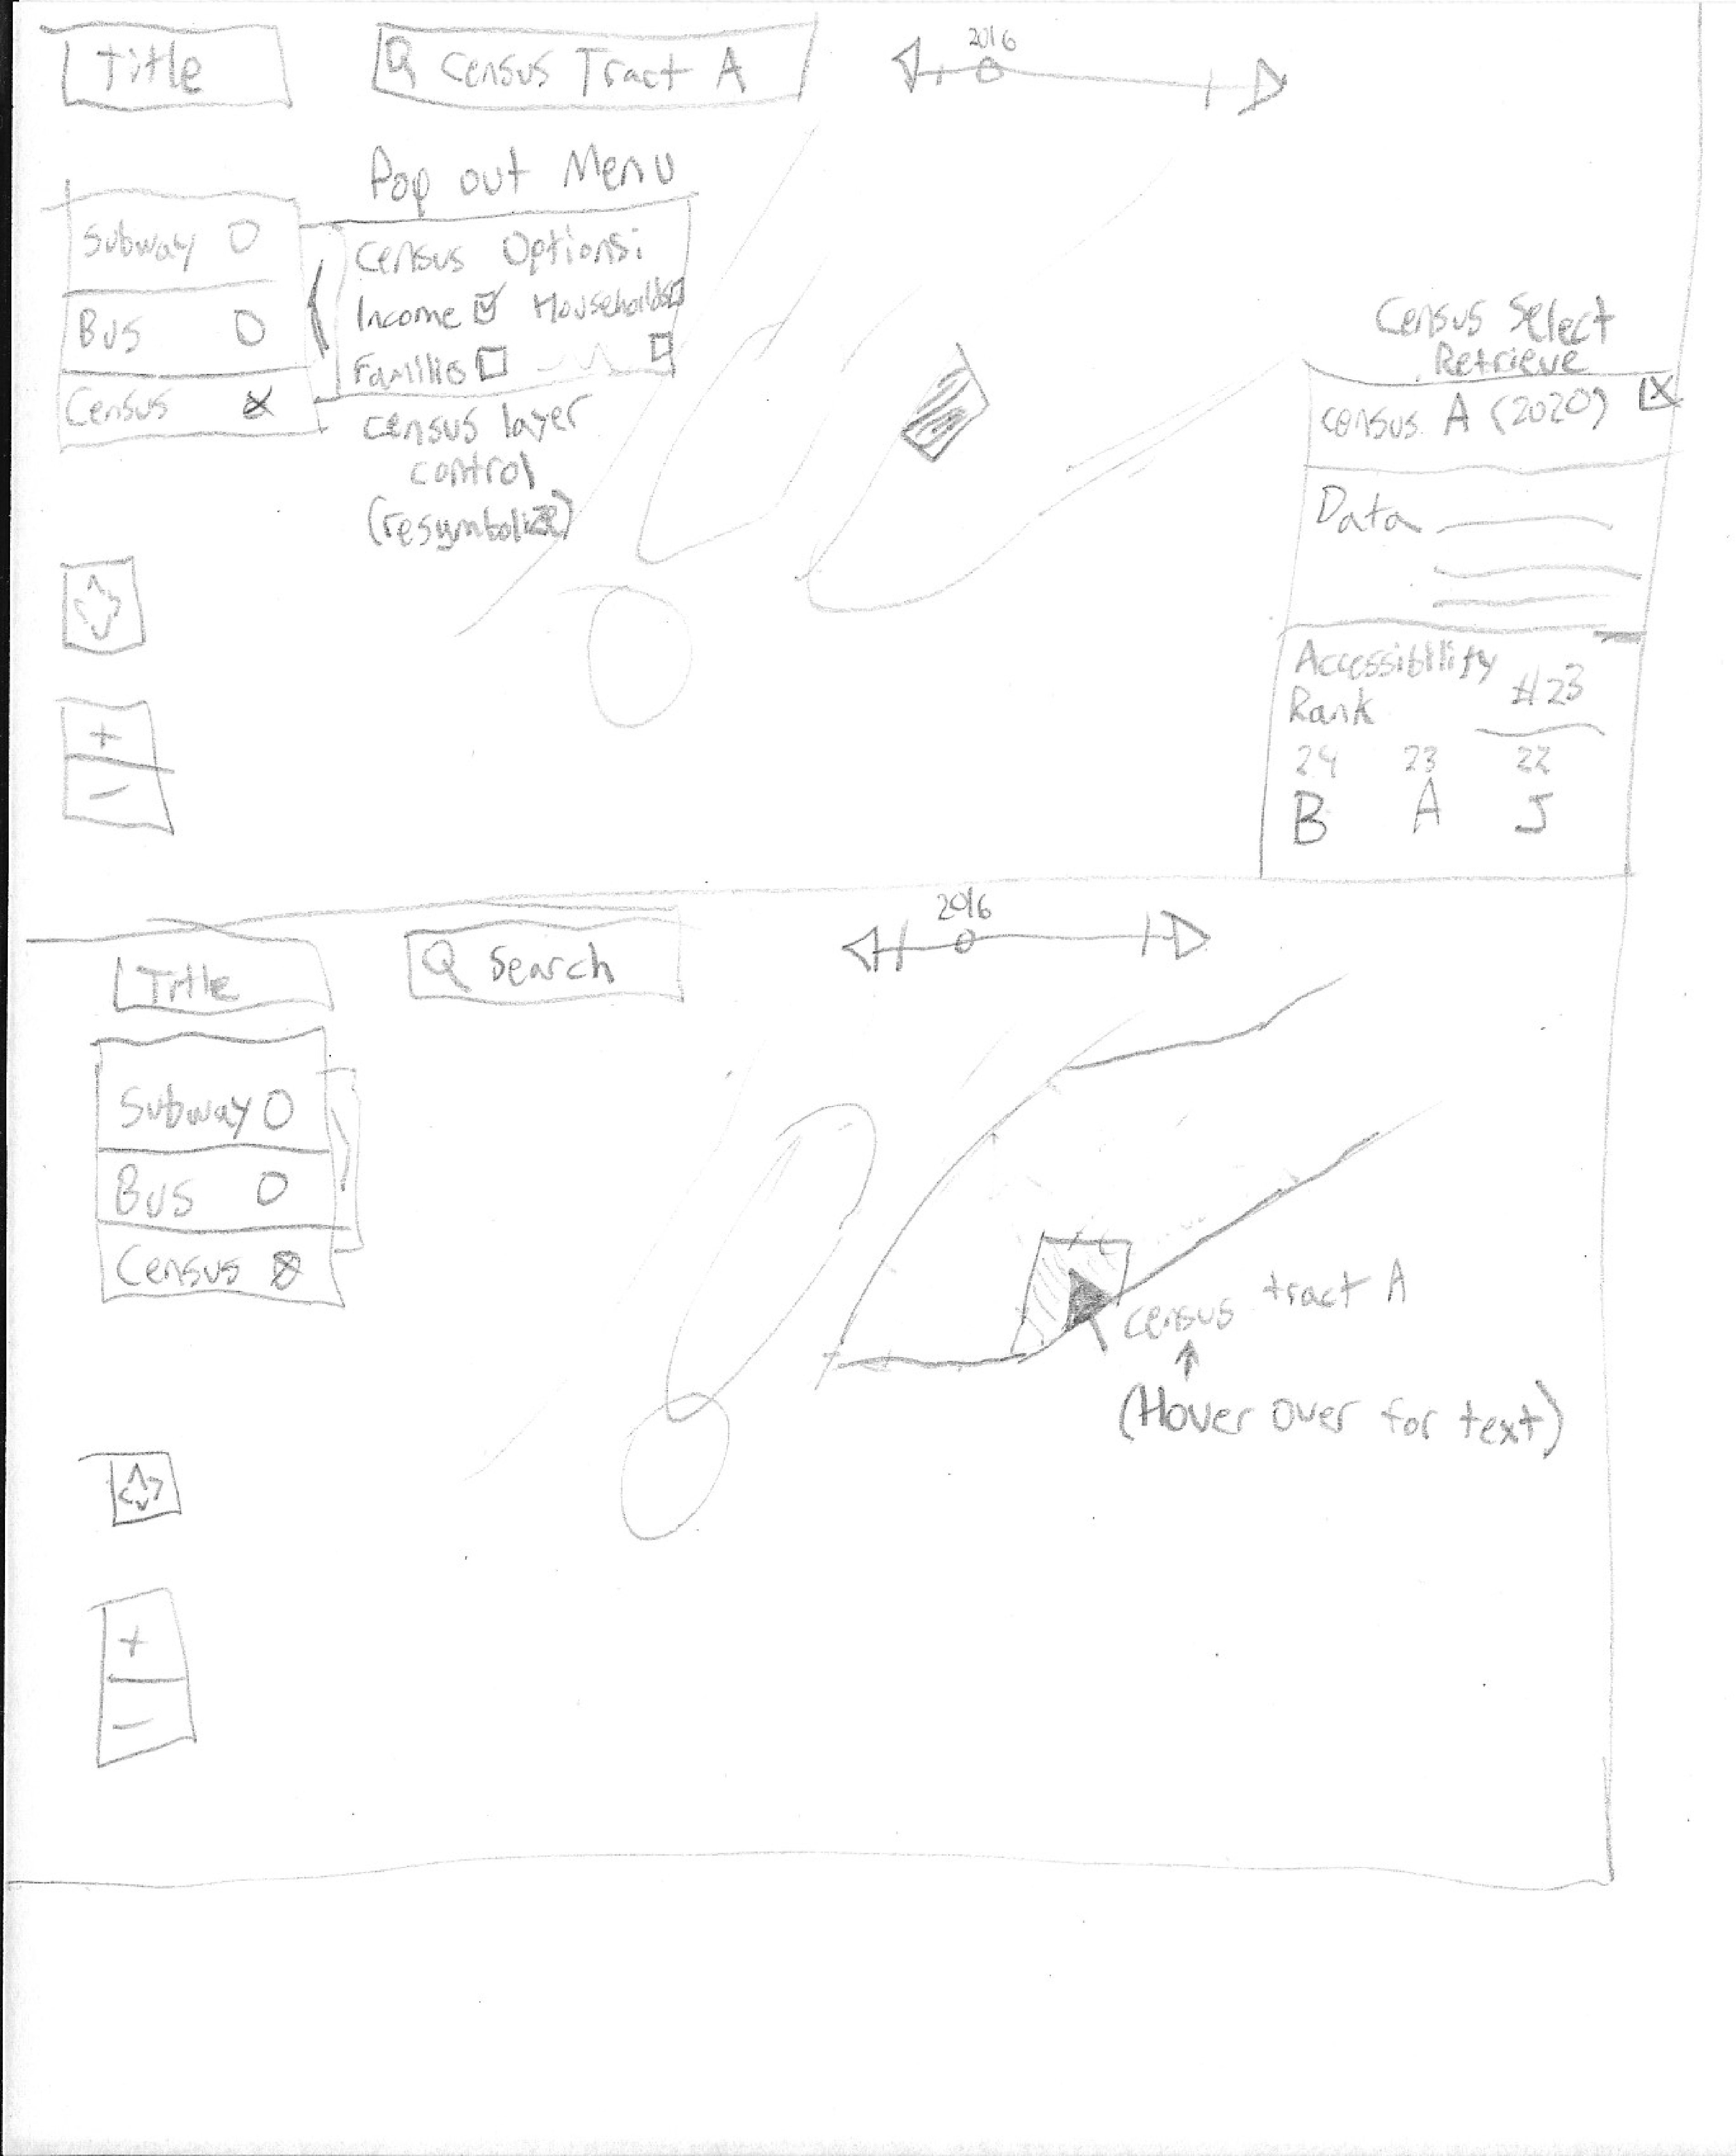 Title
Census Tract A
2016
Pop out Menu
Subway
Bus
Census
Census Options:
Income Households
Families
census layer
control
(resymbolize)
Census Select
Retrieve
census A (2020) X
Data
Accessibility
Rank #23
24 23 22
B A J
+
-
Title
Search
2016
Subway
Bus
Census
census tract A
(Hover over for text)
+
-